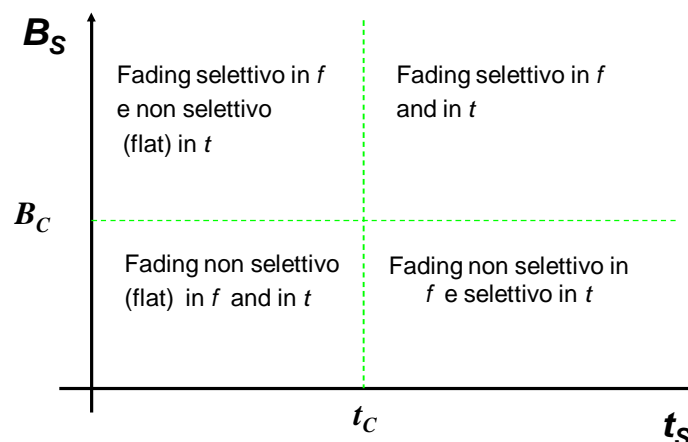 B_S
Fading selettivo in f
e non selettivo
(flat) in t
Fading selettivo in f
and in t
B_C
Fading non selettivo
(flat) in f and in t
Fading non selettivo in
f e selettivo in t
t_C
t_S